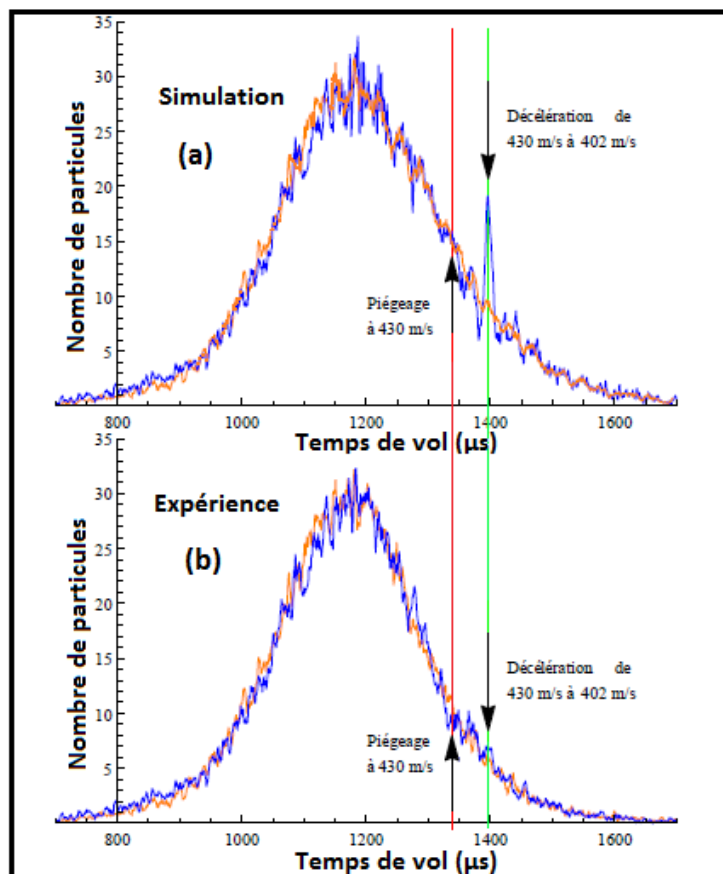 35
30
25
20
15
10
5
Nombre de particules
Simulation
(a)
Décélération de
430 m/s à 402 m/s
Piégeage
à 430 m/s
800
1000
1200
1400
1600
Temps de vol (µs)
35
30
25
20
15
10
5
Nombre de particules
Expérience
(b)
Décélération de
430 m/s à 402 m/s
Piégeage
à 430 m/s
800
1000
1200
1400
1600
Temps de vol (µs)